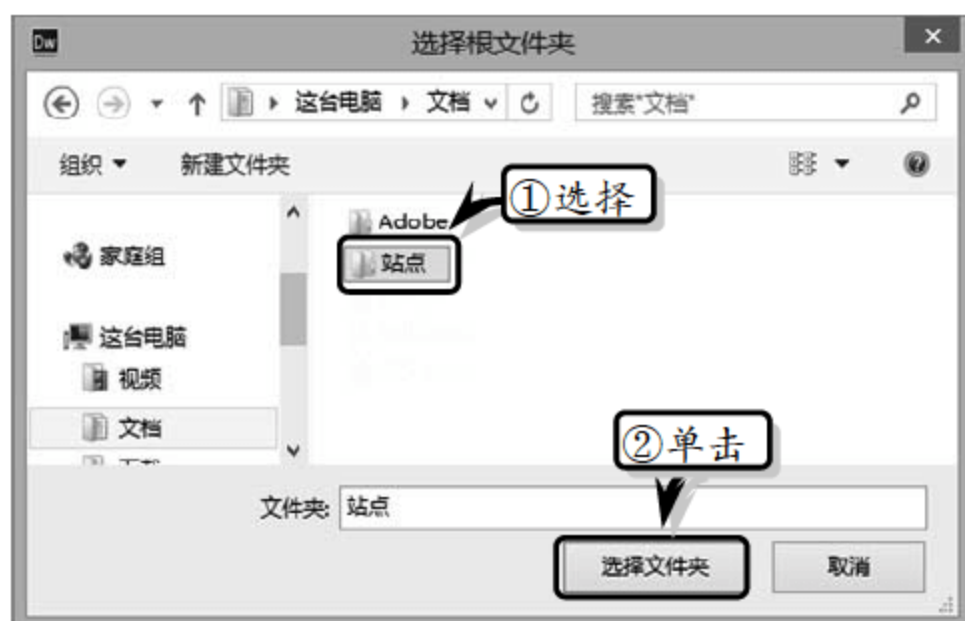 Dw 选择根文件夹
这台电脑 文档 搜索"文档"
组织 新建文件夹
①选择
Adobe
站点
家庭组
这台电脑
视频
文档
②单击
文件夹: 站点
选择文件夹 取消